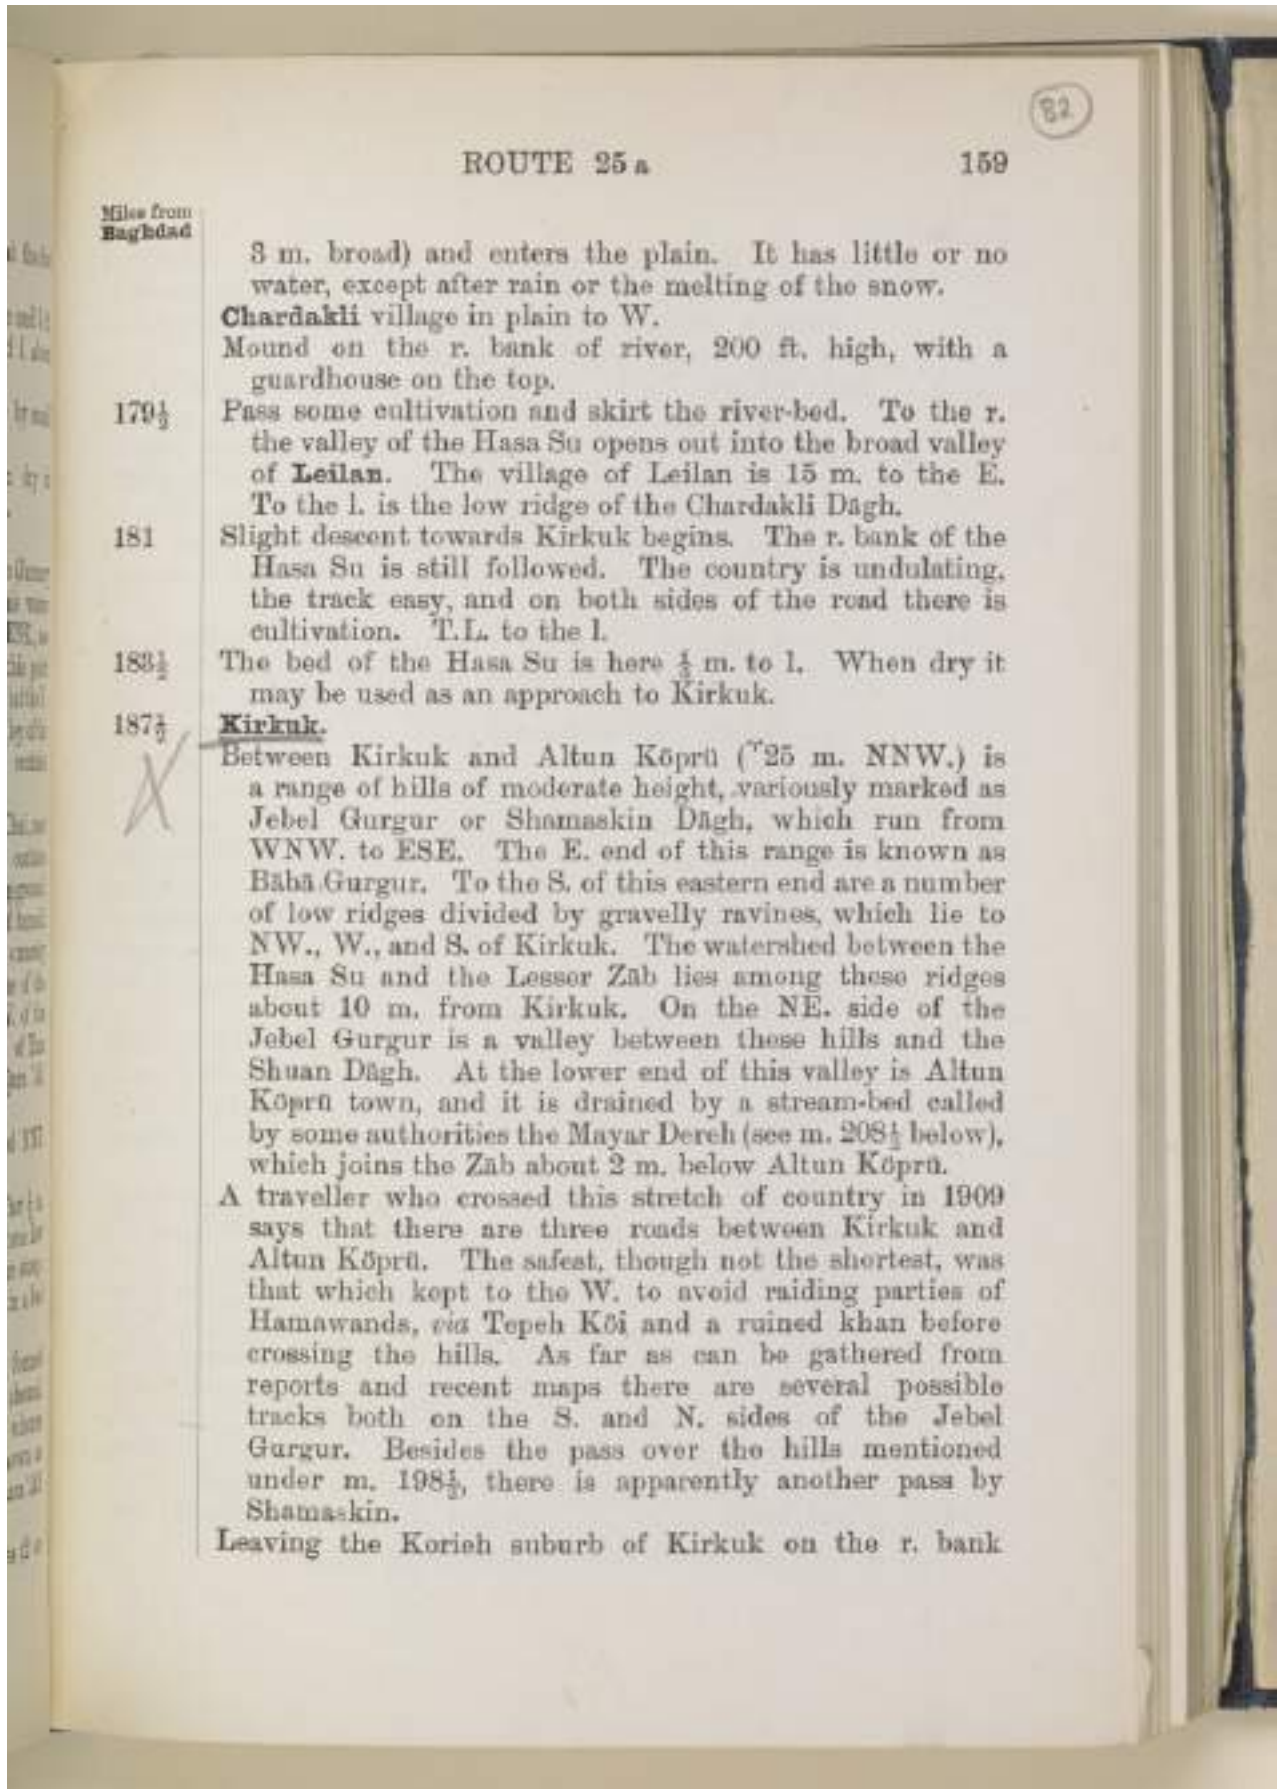 82
ROUTE 25 a 159
Miles from
Baghdad
3 m. broad) and enters the plain. It has little or no
water, except after rain or the melting of the snow.
Chardakli village in plain to W.
Mound on the r. bank of river, 200 ft. high, with a
guardhouse on the top.
179½ Pass some cultivation and skirt the river-bed. To the r.
the valley of the Hasa Su opens out into the broad valley
of Leilan. The village of Leilan is 15 m. to the E.
To the l. is the low ridge of the Chardakli Dāgh.
181 Slight descent towards Kirkuk begins. The r. bank of the
Hasa Su is still followed. The country is undulating,
the track easy, and on both sides of the road there is
cultivation. T.L. to the l.
183½ The bed of the Hasa Su is here ½ m. to l. When dry it
may be used as an approach to Kirkuk.
187½ Kirkuk.
Between Kirkuk and Altun Köprü (25 m. NNW.) is
a range of hills of moderate height, variously marked as
Jebel Gurgur or Shamaskin Dāgh, which run from
WNW. to ESE. The E. end of this range is known as
Bābā Gurgur. To the S. of this eastern end are a number
of low ridges divided by gravelly ravines, which lie to
NW., W., and S. of Kirkuk. The watershed between the
Hasa Su and the Lesser Zāb lies among these ridges
about 10 m. from Kirkuk. On the NE. side of the
Jebel Gurgur is a valley between these hills and the
Shuan Dāgh. At the lower end of this valley is Altun
Köprü town, and it is drained by a stream-bed called
by some authorities the Mayar Dereh (see m. 208½ below),
which joins the Zāb about 2 m. below Altun Köprü.
A traveller who crossed this stretch of country in 1909
says that there are three roads between Kirkuk and
Altun Köprü. The safest, though not the shortest, was
that which kept to the W. to avoid raiding parties of
Hamawands, via Tepeh Köi and a ruined khan before
crossing the hills. As far as can be gathered from
reports and recent maps there are several possible
tracks both on the S. and N. sides of the Jebel
Gurgur. Besides the pass over the hills mentioned
under m. 198½, there is apparently another pass by
Shamaskin.
Leaving the Korieh suburb of Kirkuk on the r. bank